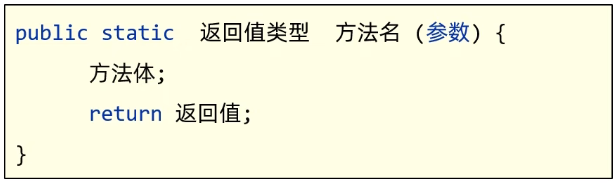 public static 返回值类型 方法名 (参数) {
方法体;
return 返回值;
}